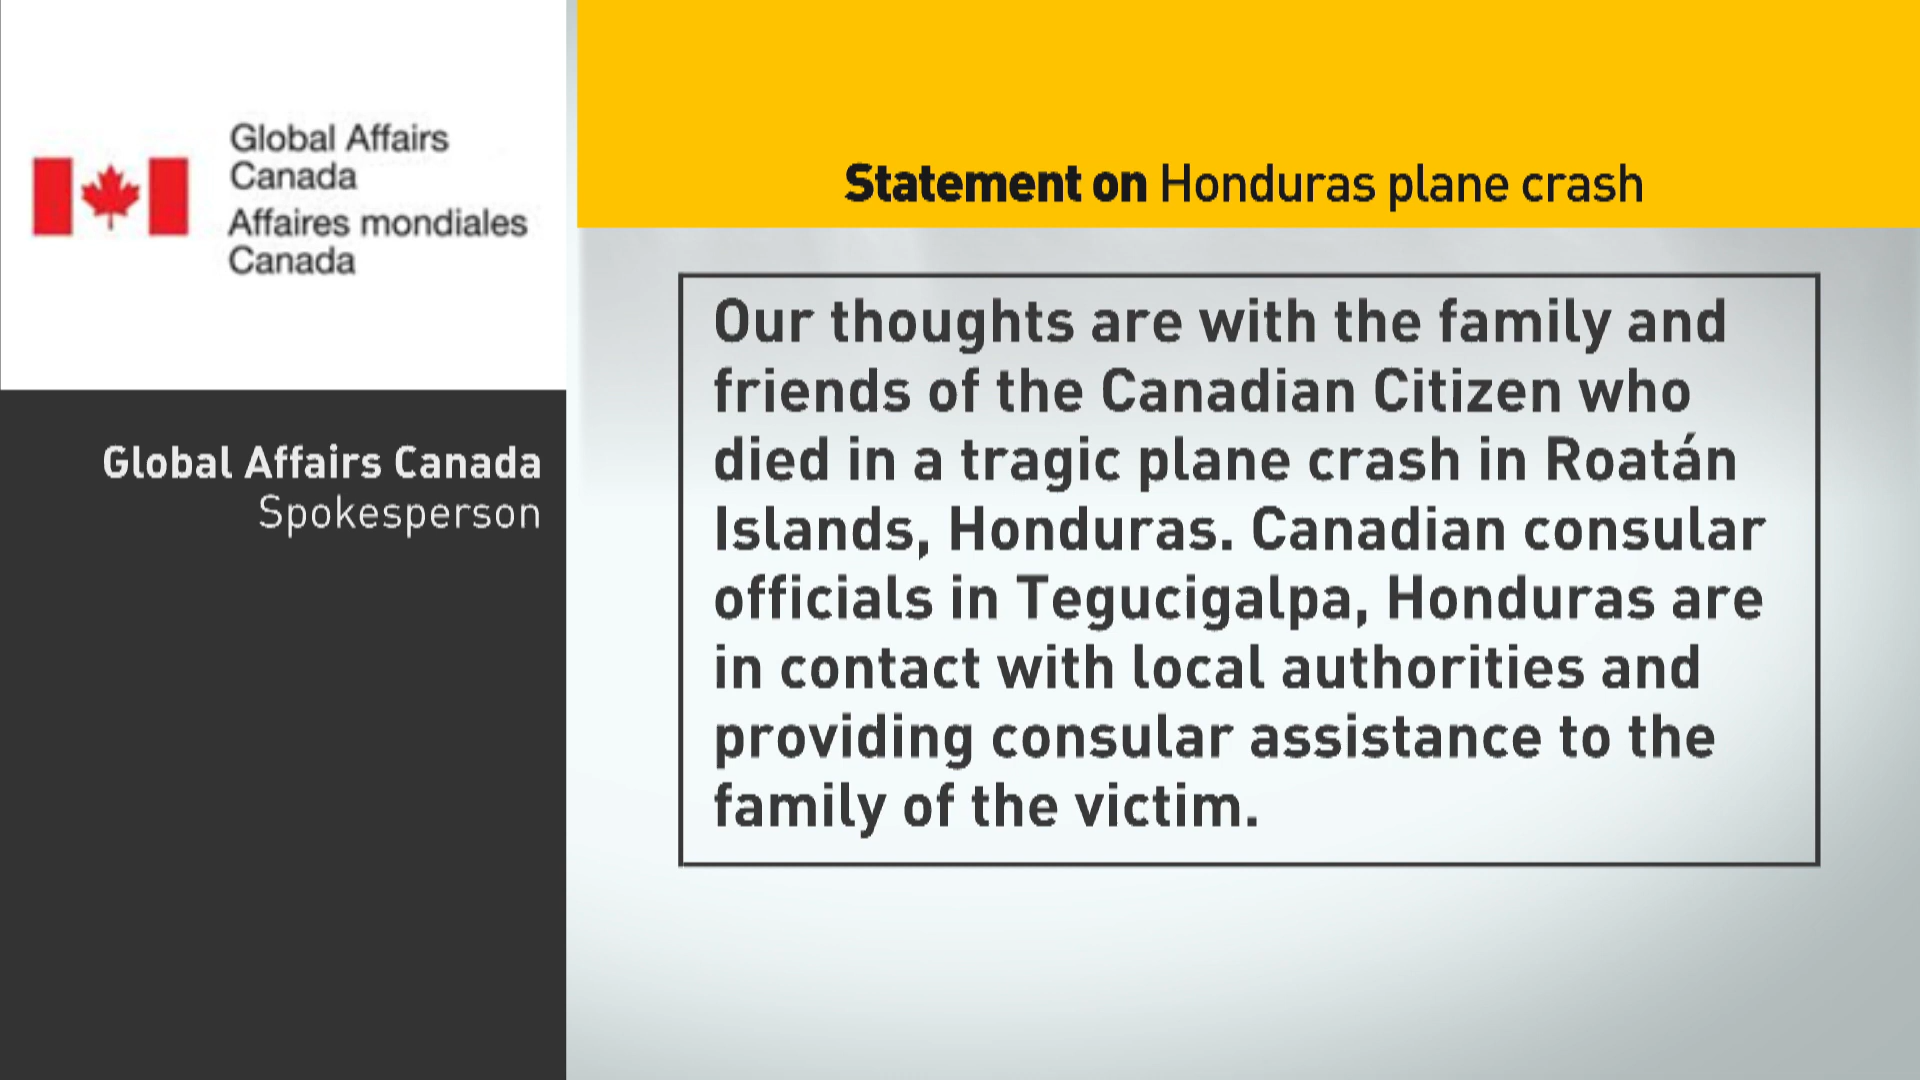 Global Affairs
Canada
Affaires mondiales
Canada
Global Affairs Canada
Spokesperson
Statement on Honduras plane crash
Our thoughts are with the family and
friends of the Canadian Citizen who
died in a tragic plane crash in Roatán
Islands, Honduras. Canadian consular
officials in Tegucigalpa, Honduras are
in contact with local authorities and
providing consular assistance to the
family of the victim.